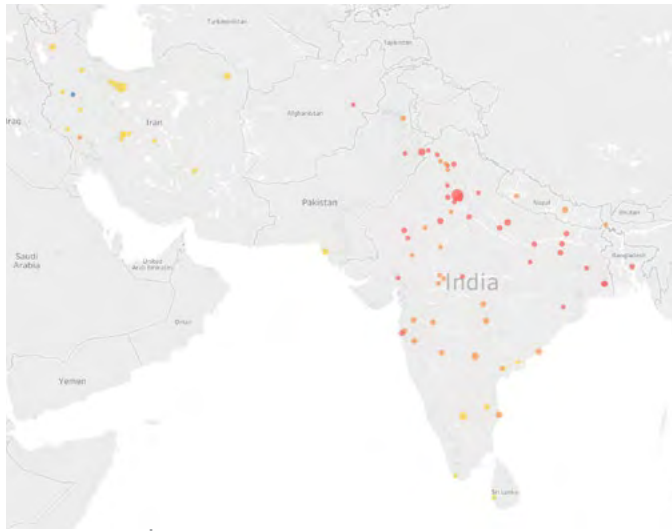 Turkmenistan
Tajikistan
Afghanistan
Iran
Iraq
Pakistan
Nepal
Bhutan
Bangladesh
Saudi
Arabia
United
Arab Emirates
India
Oman
Yemen
Sri Lanka